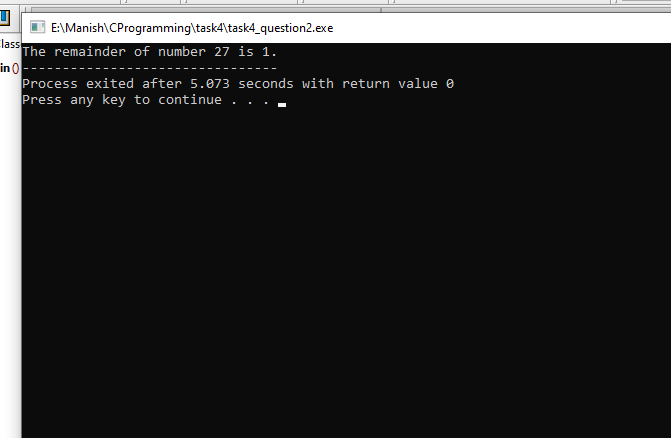 E:\Manish\CProgramming\task4\task4_question2.exe
Class
The remainder of number 27 is 1.
--------------------------------
in ()
Process exited after 5.073 seconds with return value 0
Press any key to continue . . .